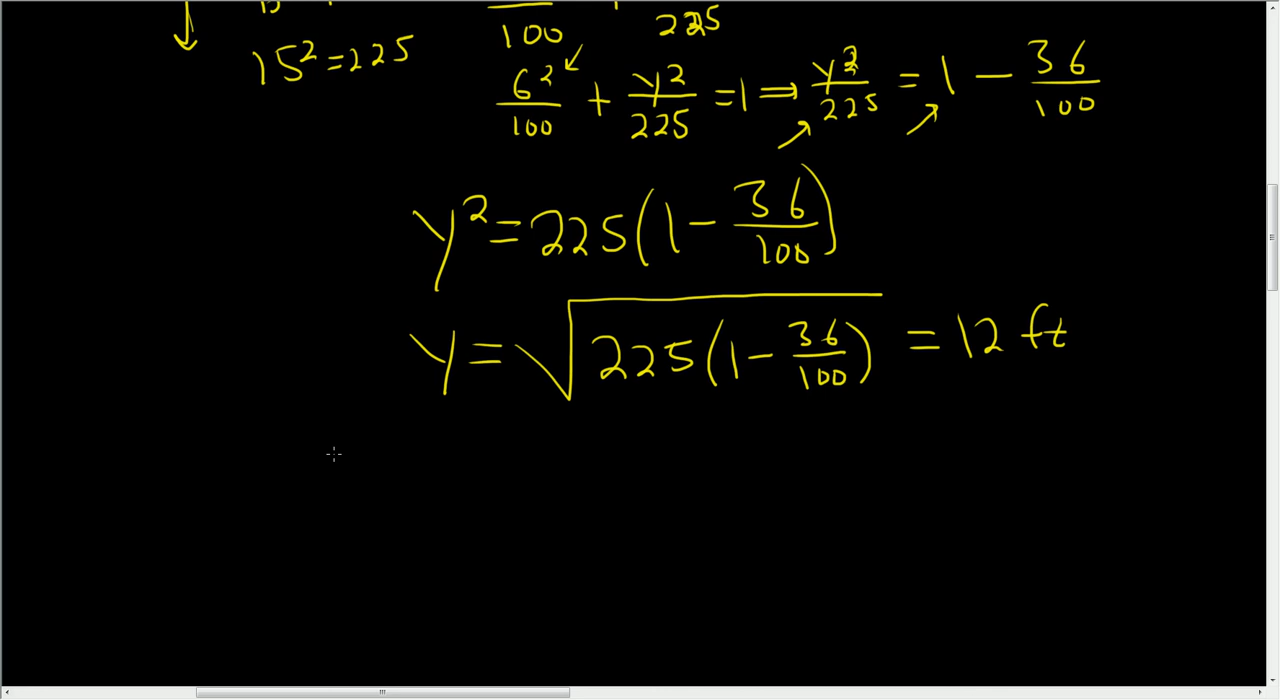 100 225
15² = 225
6²/100 + y²/225 = 1 ⇒ y²/225 = 1 − 36/100
y² = 225(1 − 36/100)
y = √(225(1 − 36/100)) = 12 ft